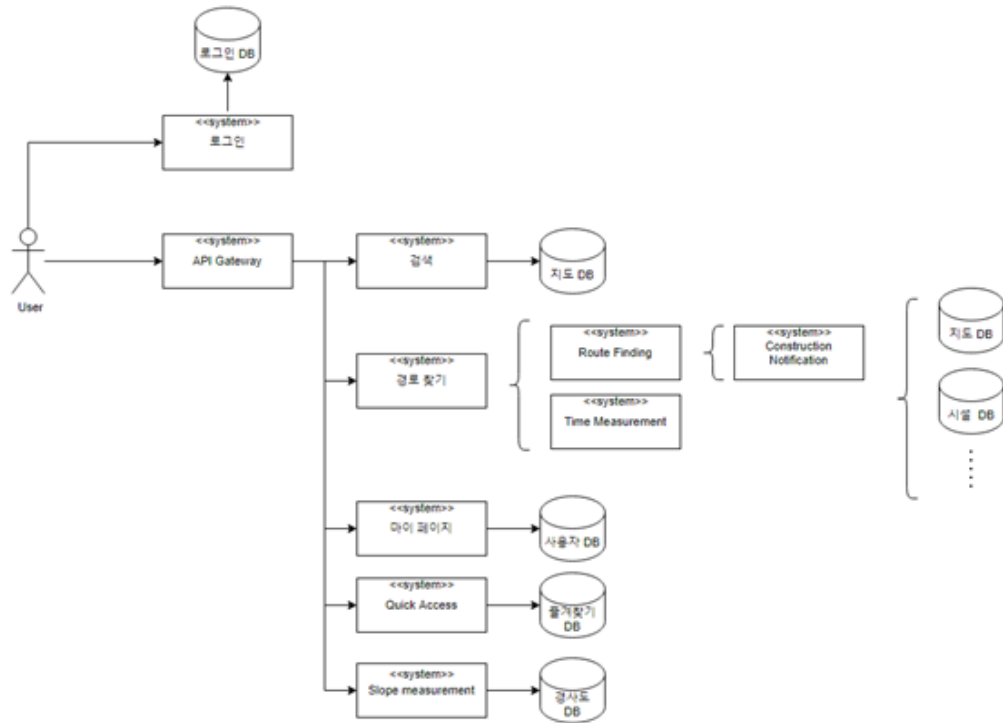 로그인 DB
<<system>>
로그인
<<system>>
API Gateway
<<system>>
검색
지도 DB
User
<<system>>
경로 찾기
<<system>>
Route Finding
<<system>>
Time Measurement
<<system>>
Construction
Notification
지도 DB
시설 DB
<<system>>
마이 페이지
사용자 DB
<<system>>
Quick Access
즐겨찾기
DB
<<system>>
Slope measurement
경사도
DB